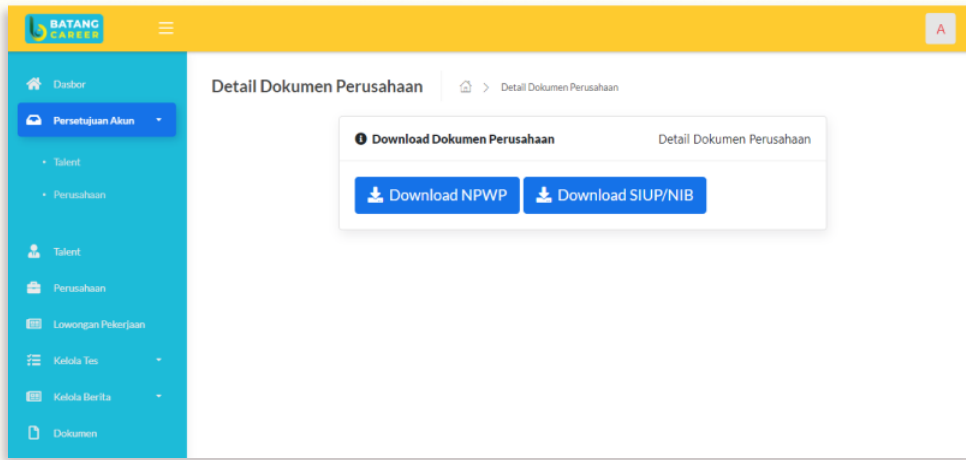 BATANG
CAREER
A
Dasbor
Persetujuan Akun
Talent
Perusahaan
Talent
Perusahaan
Lowongan Pekerjaan
Kelola Tes
Kelola Berita
Dokumen
Detail Dokumen Perusahaan
> Detail Dokumen Perusahaan
Download Dokumen Perusahaan
Detail Dokumen Perusahaan
Download NPWP
Download SIUP/NIB